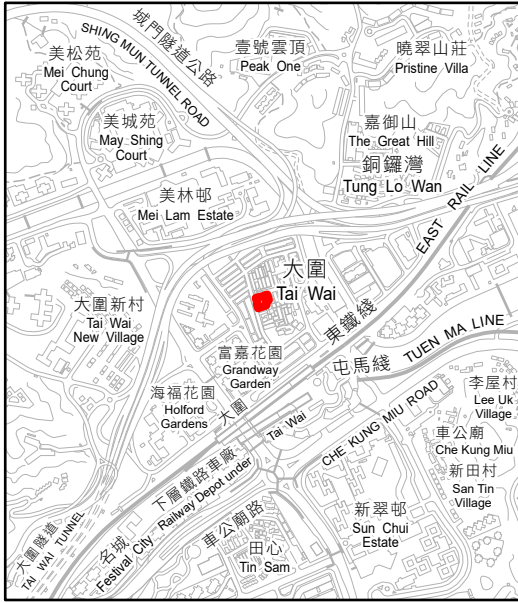 美松苑
Mei Chung
Court
城門隧道公路
SHING MUN TUNNEL ROAD
壹號雲頂
Peak One
曉翠山莊
Pristine Villa
美城苑
May Shing
Court
嘉御山
The Great Hill
銅鑼灣
Tung Lo Wan
美林邨
Mei Lam Estate
EAST RAIL LINE
大圍
Tai Wai
大圍新村
Tai Wai
New Village
東鐵綫
富嘉花園
Grandway
Garden
屯馬綫
TUEN MA LINE
海福花園
Holford
Gardens
大圍
Tai Wai
李屋村
Lee Uk
Village
CHE KUNG MIU ROAD
車公廟
Che Kung Miu
新田村
San Tin
Village
下層鐵路車廠
Railway Depot under
名城
Festival City
車公廟路
新翠邨
Sun Chui
Estate
大圍隧道
TAI WAI TUNNEL
田心
Tin Sam